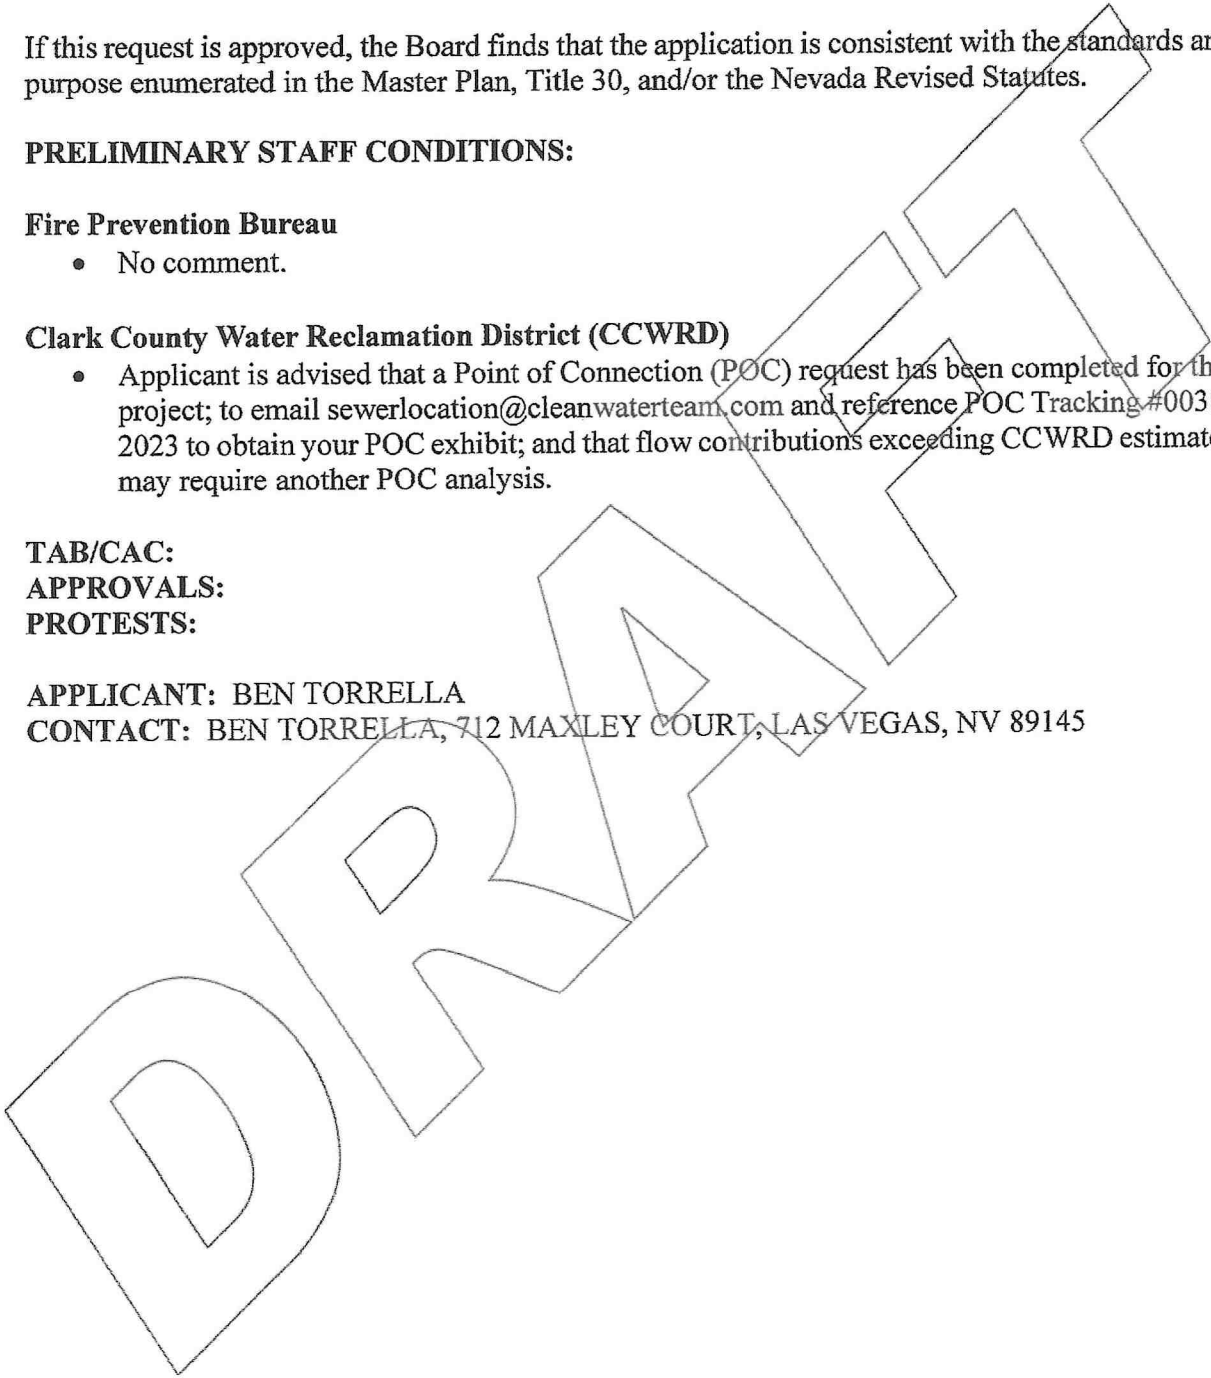 If this request is approved, the Board finds that the application is consistent with the standards
purpose enumerated in the Master Plan, Title 30, and/or the Nevada Revised Statutes.
PRELIMINARY STAFF CONDITIONS:
Fire Prevention Bureau
• No comment.
Clark County Water Reclamation District (CCWRD)
• Applicant is advised that a Point of Connection (POC) request has been completed for
project; to email sewerlocation@cleanwaterteam.com and reference POC Tracking #003
2023 to obtain your POC exhibit; and that flow contributions exceeding CCWRD
may require another POC analysis.
TAB/CAC:
APPROVALS:
PROTESTS:
APPLICANT: BEN TORRELLA
CONTACT: BEN TORRELLA, 712 MAXLEY COURT, LAS VEGAS, NV 89145
DRAFT